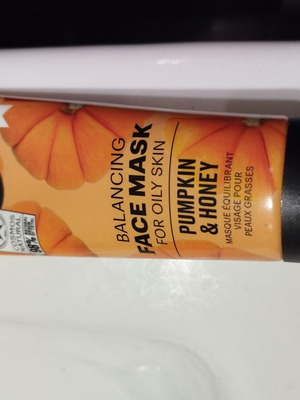 BALANCING
FACE MASK
FOR OILY SKIN
PUMPKIN
& HONEY
MASQUE ÉQUILIBRANT
VISAGE POUR
PEAUX GRASSES